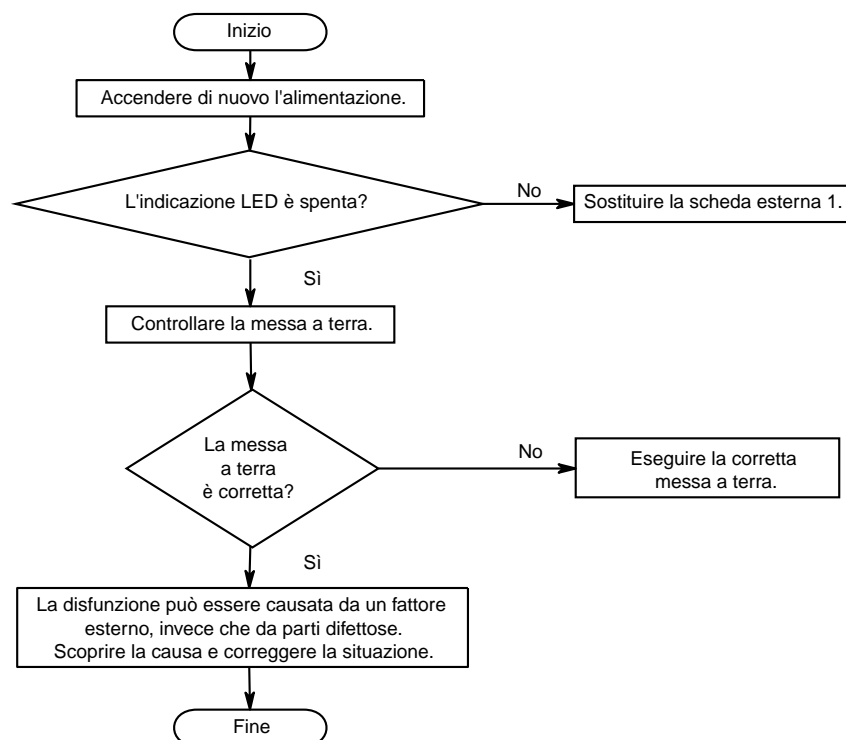 Inizio
Accendere di nuovo l'alimentazione.
L'indicazione LED è spenta?
No
Sostituire la scheda esterna 1.
Sì
Controllare la messa a terra.
La messa
a terra
è corretta?
No
Eseguire la corretta
messa a terra.
Sì
La disfunzione può essere causata da un fattore
esterno, invece che da parti difettose.
Scoprire la causa e correggere la situazione.
Fine